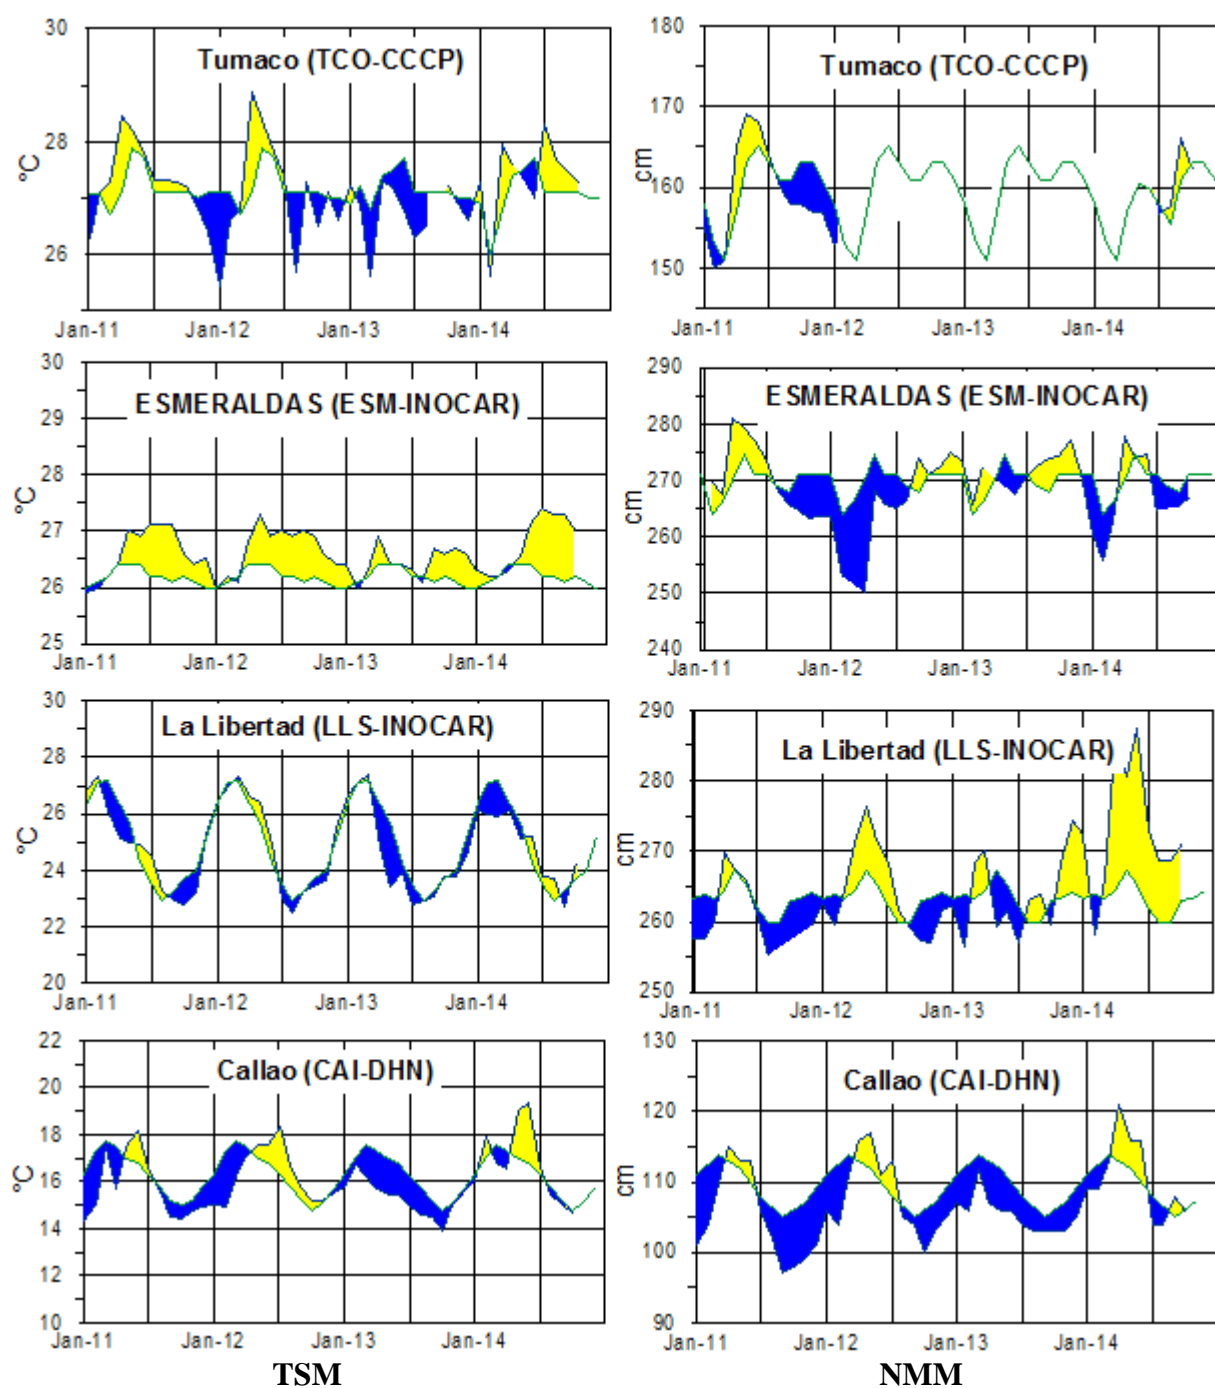 30
Tumaco (TCO-CCCP)
28
°C
26
Jan-11 Jan-12 Jan-13 Jan-14
180
Tumaco (TCO-CCCP)
170
cm
160
150
Jan-11 Jan-12 Jan-13 Jan-14
30
ESMERALDAS (ESM-INOCAR)
29
28
°C
27
26
25
Jan-11 Jan-12 Jan-13 Jan-14
290
ESMERALDAS (ESM-INOCAR)
280
270
cm
260
250
240
Jan-11 Jan-12 Jan-13 Jan-14
30
La Libertad (LLS-INOCAR)
28
26
°C
24
22
20
Jan-11 Jan-12 Jan-13 Jan-14
290
La Libertad (LLS-INOCAR)
280
270
cm
260
250
Jan-11 Jan-12 Jan-13 Jan-14
22
Callao (CAI-DHN)
20
18
°C
16
14
12
10
Jan-11 Jan-12 Jan-13 Jan-14
130
Callao (CAI-DHN)
120
110
cm
100
90
Jan-11 Jan-12 Jan-13 Jan-14
TSM
NMM